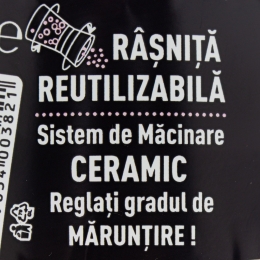 e
RÂȘNIȚĂ
REUTILIZABILĂ
Sistem de Măcinare
CERAMIC
Reglați gradul de
MĂRUNȚIRE!